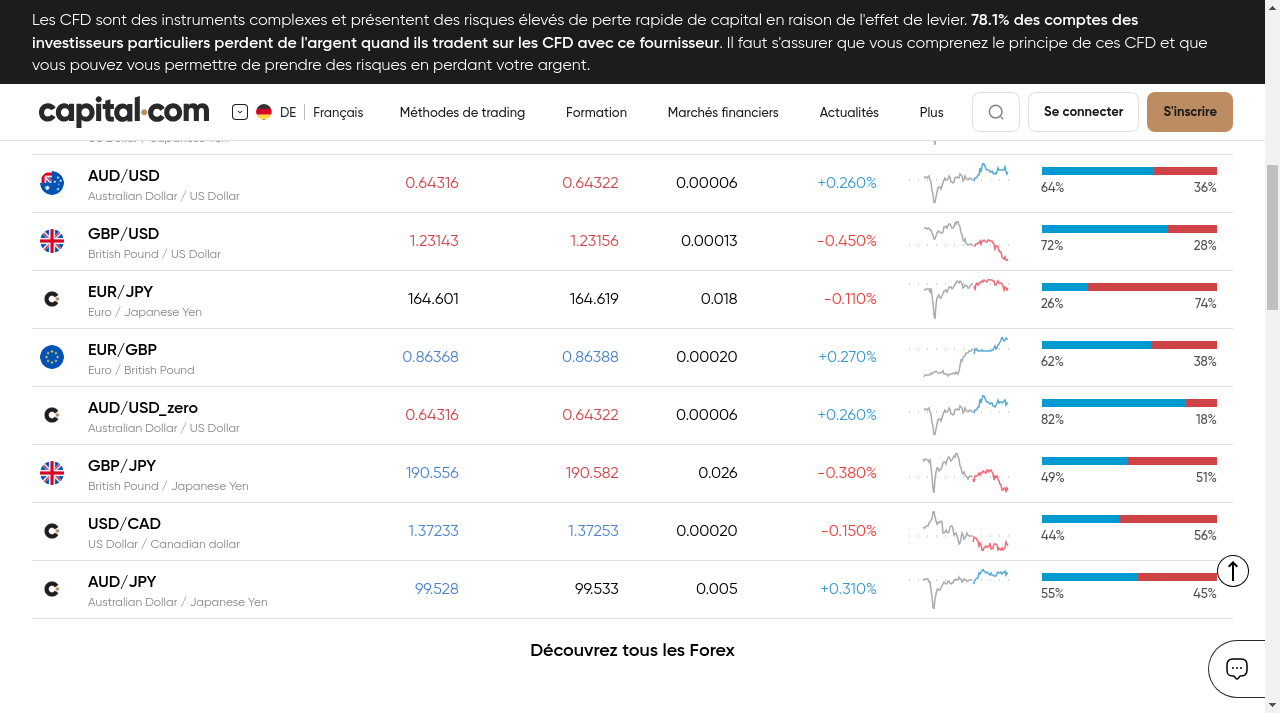 Les CFD sont des instruments complexes et présentent des risques élevés de perte rapide de capital en raison de l'effet de levier. 78.1% des comptes des
investisseurs particuliers perdent de l'argent quand ils tradent sur les CFD avec ce fournisseur. Il faut s'assurer que vous comprenez le principe de ces CFD et que
vous pouvez vous permettre de prendre des risques en perdant votre argent.
capital.com DE Français Méthodes de trading Formation Marchés financiers Actualités Plus Se connecter S'inscrire
US Dollar / Japanese Yen
AUD/USD 0.64316 0.64322 0.00006 +0.260%
Australian Dollar / US Dollar 64% 36%
GBP/USD 1.23143 1.23156 0.00013 -0.450%
British Pound / US Dollar 72% 28%
EUR/JPY 164.601 164.619 0.018 -0.110%
Euro / Japanese Yen 26% 74%
EUR/GBP 0.86368 0.86388 0.00020 +0.270%
Euro / British Pound 62% 38%
AUD/USD_zero 0.64316 0.64322 0.00006 +0.260%
Australian Dollar / US Dollar 82% 18%
GBP/JPY 190.556 190.582 0.026 -0.380%
British Pound / Japanese Yen 49% 51%
USD/CAD 1.37233 1.37253 0.00020 -0.150%
US Dollar / Canadian dollar 44% 56%
AUD/JPY 99.528 99.533 0.005 +0.310%
Australian Dollar / Japanese Yen 55% 45%
Découvrez tous les Forex